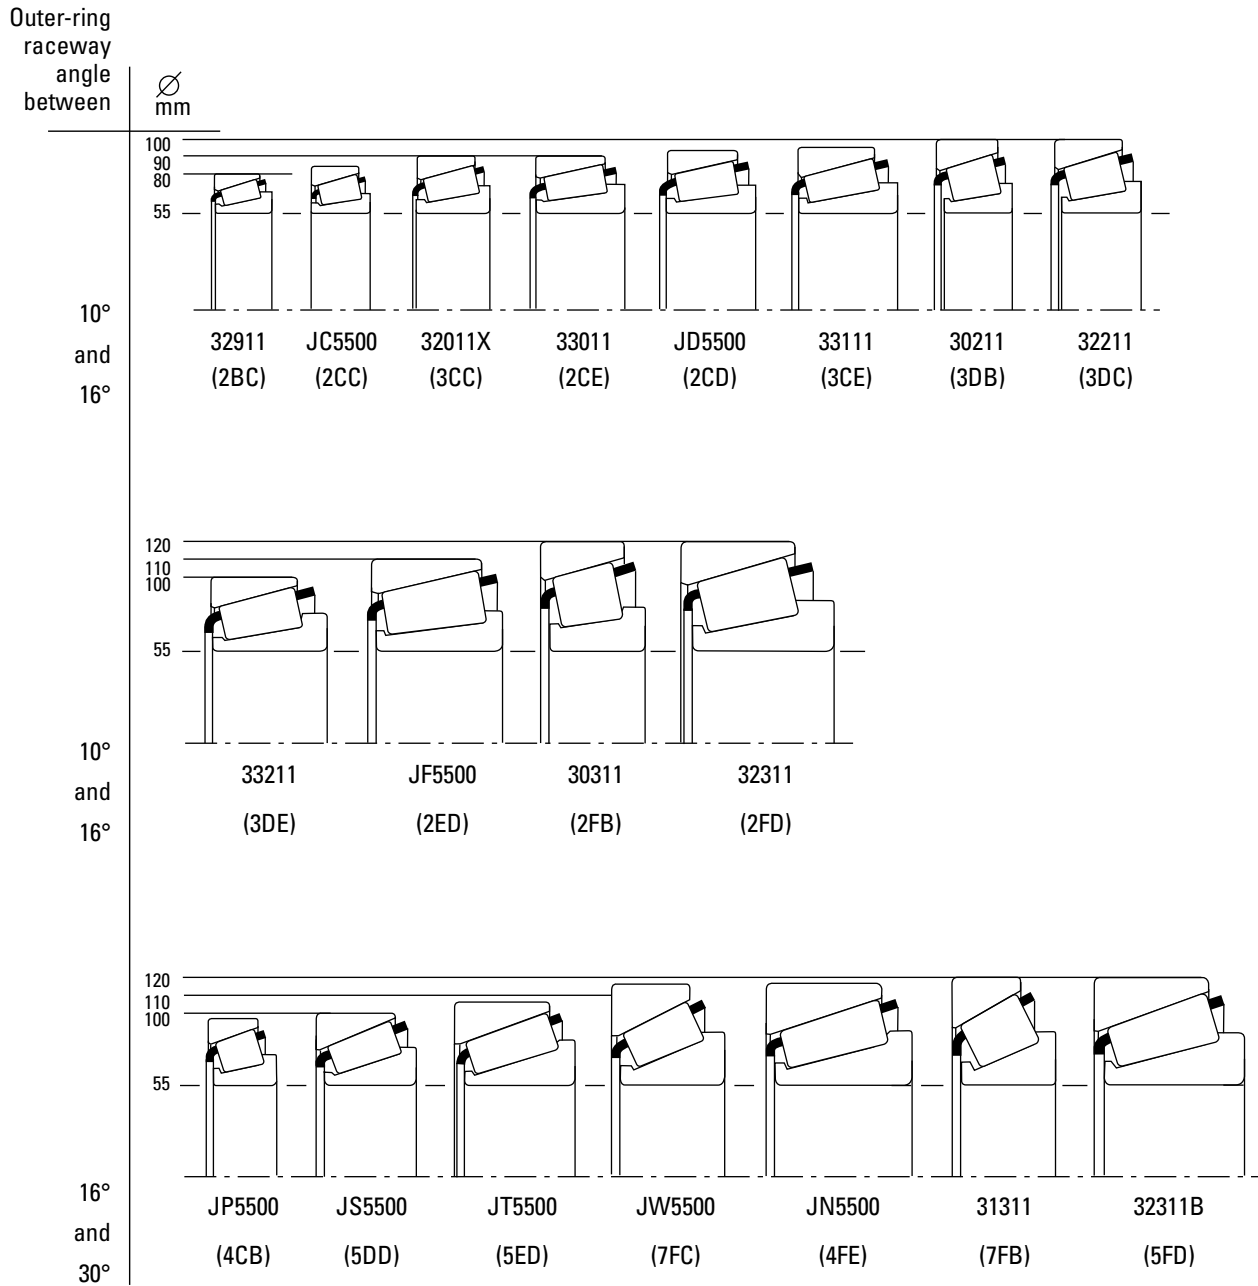 Outer-ring
raceway
angle
between
Ø
mm
100
90
80
55
10°
and
16°
32911 JC5500 32011X 33011 JD5500 33111 30211 32211
(2BC) (2CC) (3CC) (2CE) (2CD) (3CE) (3DB) (3DC)
120
110
100
55
10°
and
16°
33211 JF5500 30311 32311
(3DE) (2ED) (2FB) (2FD)
120
110
100
55
16°
and
30°
JP5500 JS5500 JT5500 JW5500 JN5500 31311 32311B
(4CB) (5DD) (5ED) (7FC) (4FE) (7FB) (5FD)